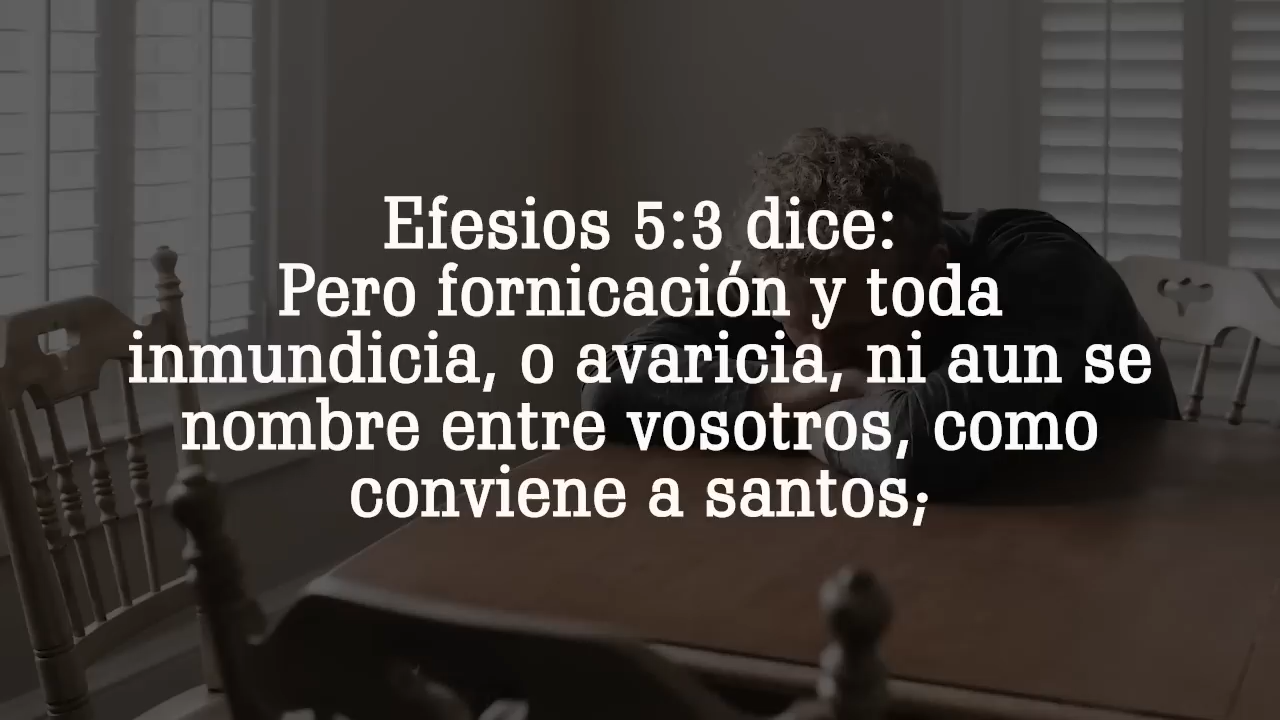 Efesios 5:3 dice:
Pero fornicación y toda
inmundicia, o avaricia, ni aun se
nombre entre vosotros, como
conviene a santos;